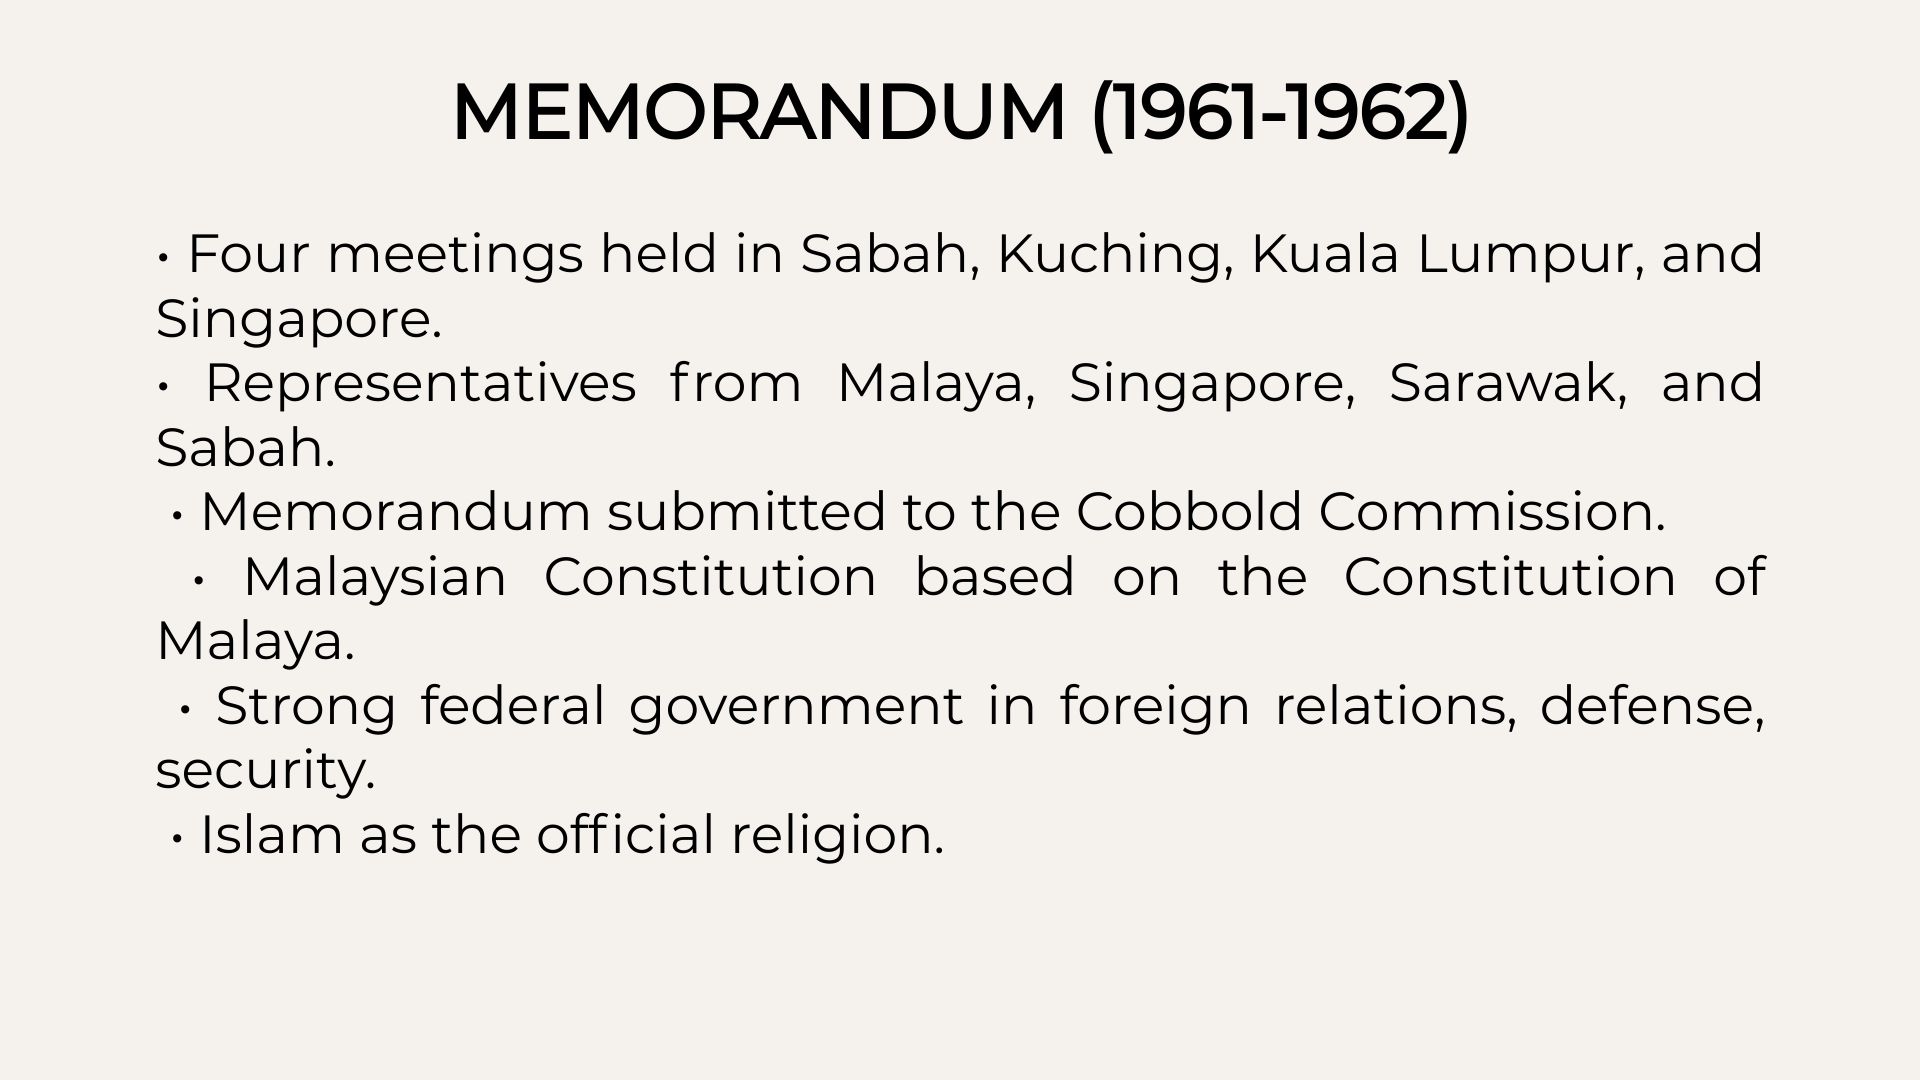 MEMORANDUM (1961-1962)
• Four meetings held in Sabah, Kuching, Kuala Lumpur, and
Singapore.
• Representatives from Malaya, Singapore, Sarawak, and
Sabah.
• Memorandum submitted to the Cobbold Commission.
• Malaysian Constitution based on the Constitution of
Malaya.
• Strong federal government in foreign relations, defense,
security.
• Islam as the official religion.